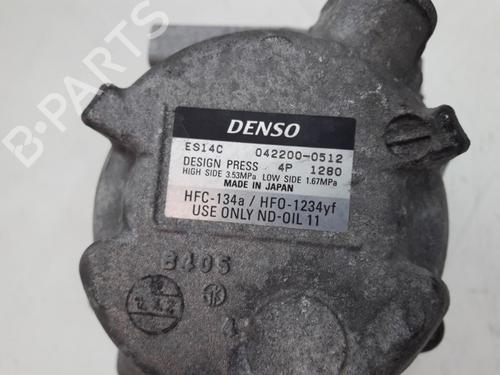 DENSO
ES14C 042200-0512
DESIGN PRESS 4P 1280
HIGH SIDE 3.53MPa LOW SIDE 1.67MPa
MADE IN JAPAN
HFC-134a / HFO-1234yf
USE ONLY ND-OIL 11
B405
B-PARTS